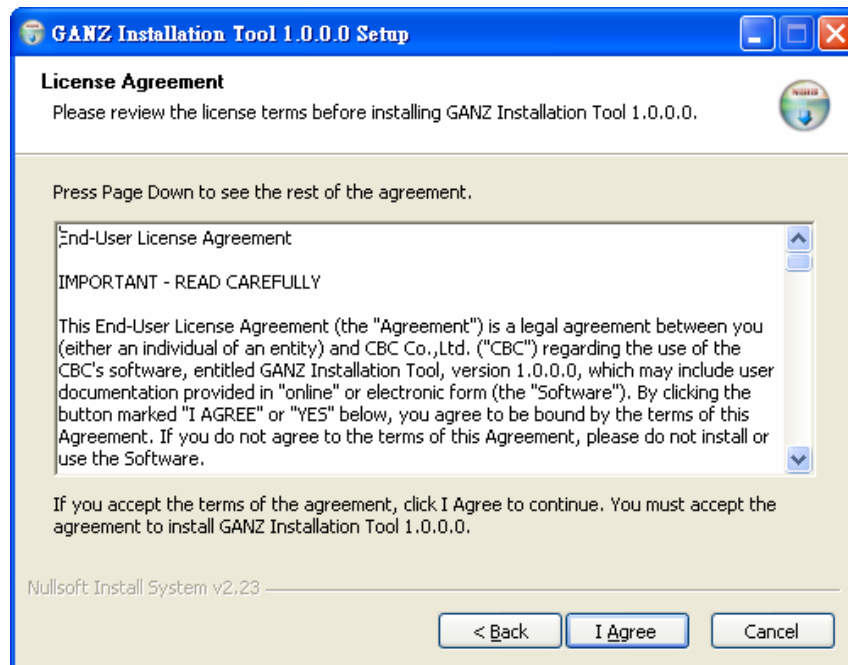 GANZ Installation Tool 1.0.0.0 Setup
License Agreement
Please review the license terms before installing GANZ Installation Tool 1.0.0.0.
Press Page Down to see the rest of the agreement.
End-User License Agreement
IMPORTANT - READ CAREFULLY
This End-User License Agreement (the "Agreement") is a legal agreement between you
(either an individual of an entity) and CBC Co.,Ltd. ("CBC") regarding the use of the
CBC's software, entitled GANZ Installation Tool, version 1.0.0.0, which may include user
documentation provided in "online" or electronic form (the "Software"). By clicking the
button marked "I AGREE" or "YES" below, you agree to be bound by the terms of this
Agreement. If you do not agree to the terms of this Agreement, please do not install or
use the Software.
If you accept the terms of the agreement, click I Agree to continue. You must accept the
agreement to install GANZ Installation Tool 1.0.0.0.
Nullsoft Install System v2.23
< Back
I Agree
Cancel